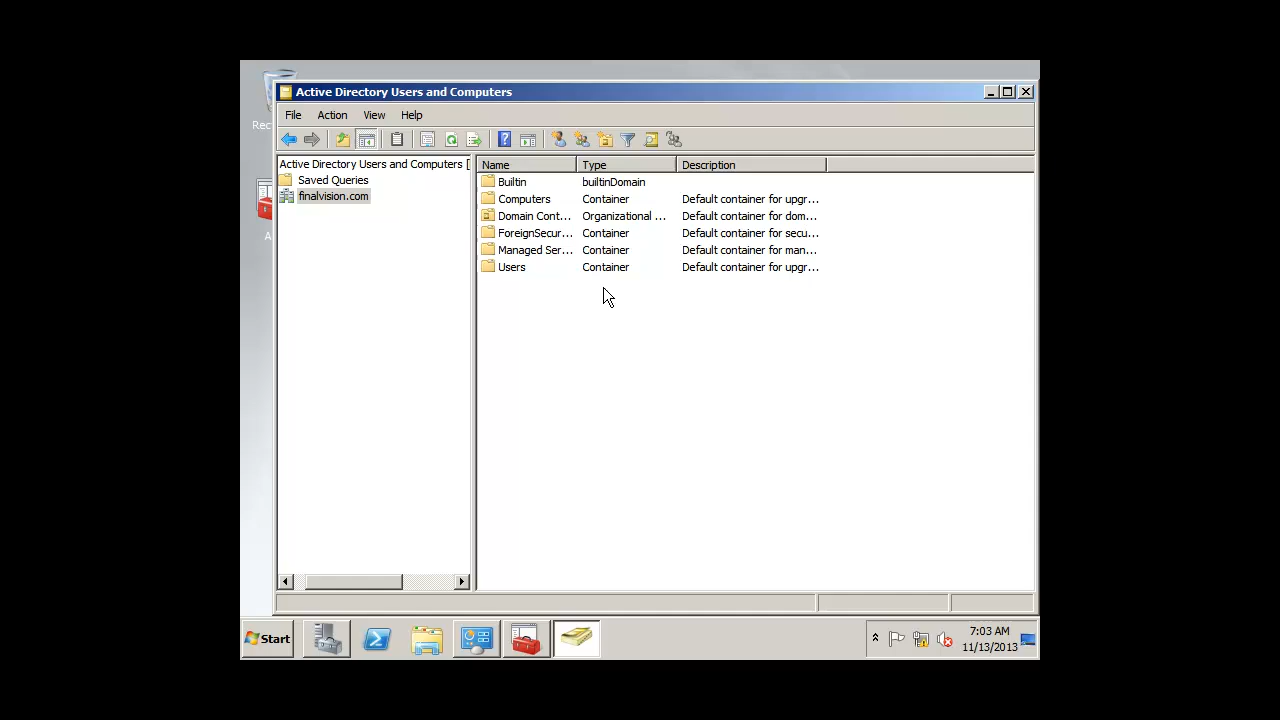 Rec
Active Directory Users and Computers
File Action View Help
Active Directory Users and Computers [
Saved Queries
finalvision.com
Name Type Description
Builtin builtinDomain
Computers Container Default container for upgr...
Domain Cont... Organizational ... Default container for dom...
ForeignSecur... Container Default container for secu...
Managed Ser... Container Default container for man...
Users Container Default container for upgr...
A
Start
7:03 AM
11/13/2013